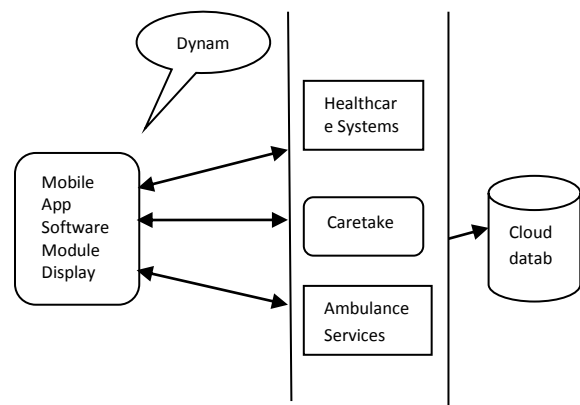 Dynam
Healthcar
e Systems
Mobile
App
Software
Module
Display
Caretake
Ambulance
Services
Cloud
datab